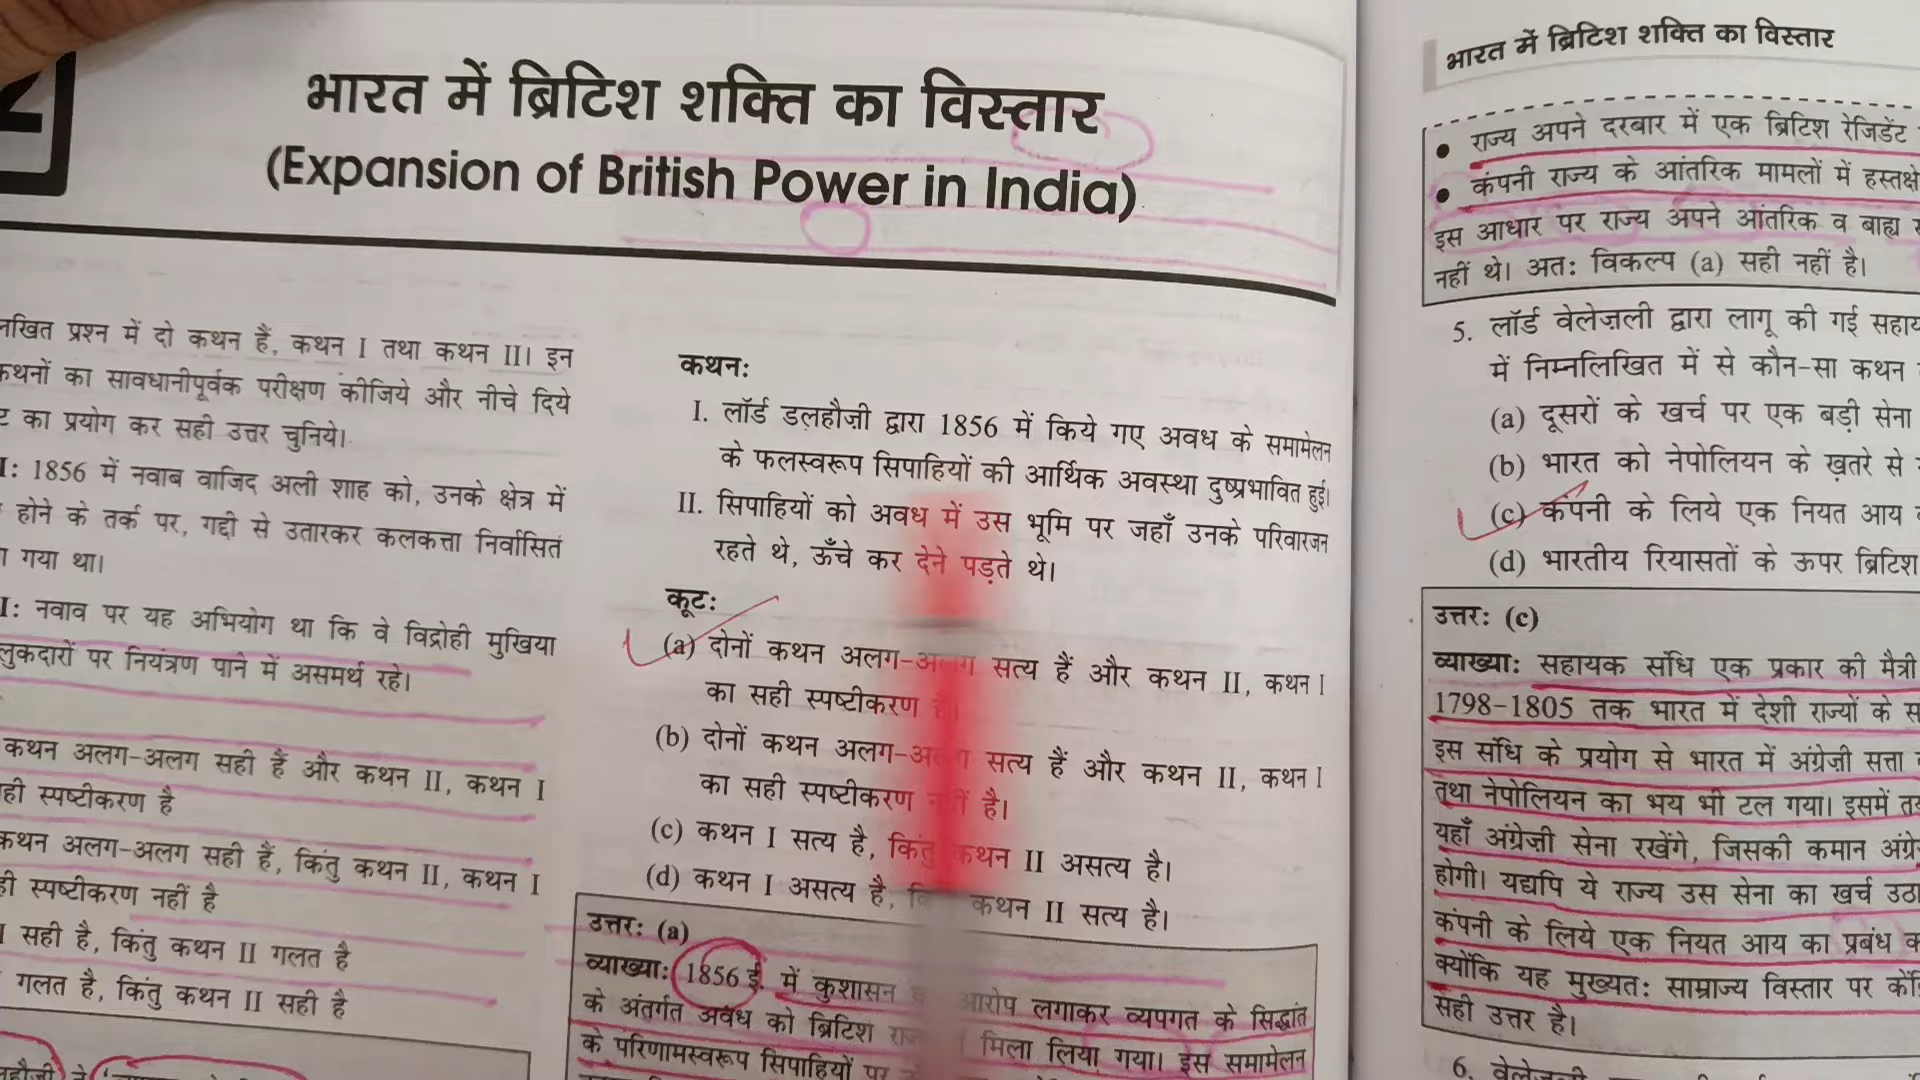 2
भारत में ब्रिटिश शक्ति का विस्तार
(Expansion of British Power in India)
प्रश्न में दो कथन हैं, कथन I तथा कथन II। इन
कथनों का सावधानीपूर्वक परीक्षण कीजिये और नीचे दिये
का प्रयोग कर सही उत्तर चुनिये।
I: 1856 में नवाब वाजिद अली शाह को, उनके क्षेत्र में
होने के तर्क पर, गद्दी से उतारकर कलकत्ता निर्वासित
गया था।
I: नवाव पर यह अभियोग था कि वे विद्रोही मुखिया
पर नियंत्रण पाने में असमर्थ रहे।
कथन अलग-अलग सही हैं और कथन II, कथन I
स्पष्टीकरण है
कथन अलग-अलग सही हैं, किंतु कथन II, कथन I
स्पष्टीकरण नहीं है
I सही है, किंतु कथन II गलत है
गलत है, किंतु कथन II सही है
कथन:
I. लॉर्ड डलहौज़ी द्वारा 1856 में किये गए अवध के समामेलन
के फलस्वरूप सिपाहियों की आर्थिक अवस्था दुष्प्रभावित हुई।
II. सिपाहियों को अवध में उस भूमि पर जहाँ उनके परिवारजन
रहते थे, ऊँचे कर देने पड़ते थे।
कूट:
(a) दोनों कथन अलग-अलग सत्य हैं और कथन II, कथन I
का सही स्पष्टीकरण है।
(b) दोनों कथन अलग-अलग सत्य हैं और कथन II, कथन I
का सही स्पष्टीकरण नहीं है।
(c) कथन I सत्य है, किंतु कथन II असत्य है।
(d) कथन I असत्य है, कथन II सत्य है।
उत्तर: (a)
व्याख्या: 1856 ई. में कुशासन आरोप लगाकर व्यपगत के सिद्धांत
के अंतर्गत अवध को ब्रिटिश मिला लिया गया। इस समामेलन
के परिणामस्वरूप सिपाहियों पर
भारत में ब्रिटिश शक्ति का विस्तार
• राज्य अपने दरबार में एक ब्रिटिश रेजिडेंट
• कंपनी राज्य के आंतरिक मामलों में
इस आधार पर राज्य अपने आंतरिक व बाह्य
नहीं थे। अत: विकल्प (a) सही नहीं है।
5. लॉर्ड वेलेज़ली द्वारा लागू की गई
में निम्नलिखित में से कौन-सा कथन
(a) दूसरों के खर्च पर एक बड़ी सेना
(b) भारत को नेपोलियन के ख़तरे से
(c) कंपनी के लिये एक नियत आय
(d) भारतीय रियासतों के ऊपर ब्रिटिश
उत्तर: (c)
व्याख्या: सहायक संधि एक प्रकार की मैत्री
1798-1805 तक भारत में देशी राज्यों के
इस संधि के प्रयोग से भारत में अंग्रेज़ी सत्ता
तथा नेपोलियन का भय भी टल गया। इसमें
यहाँ अंग्रेज़ी सेना रखेंगे, जिसकी कमान
होगी। यद्यपि ये राज्य उस सेना का खर्च
कंपनी के लिये एक नियत आय का प्रबंध
क्योंकि यह मुख्यत: साम्राज्य विस्तार पर
सही उत्तर है।
6.